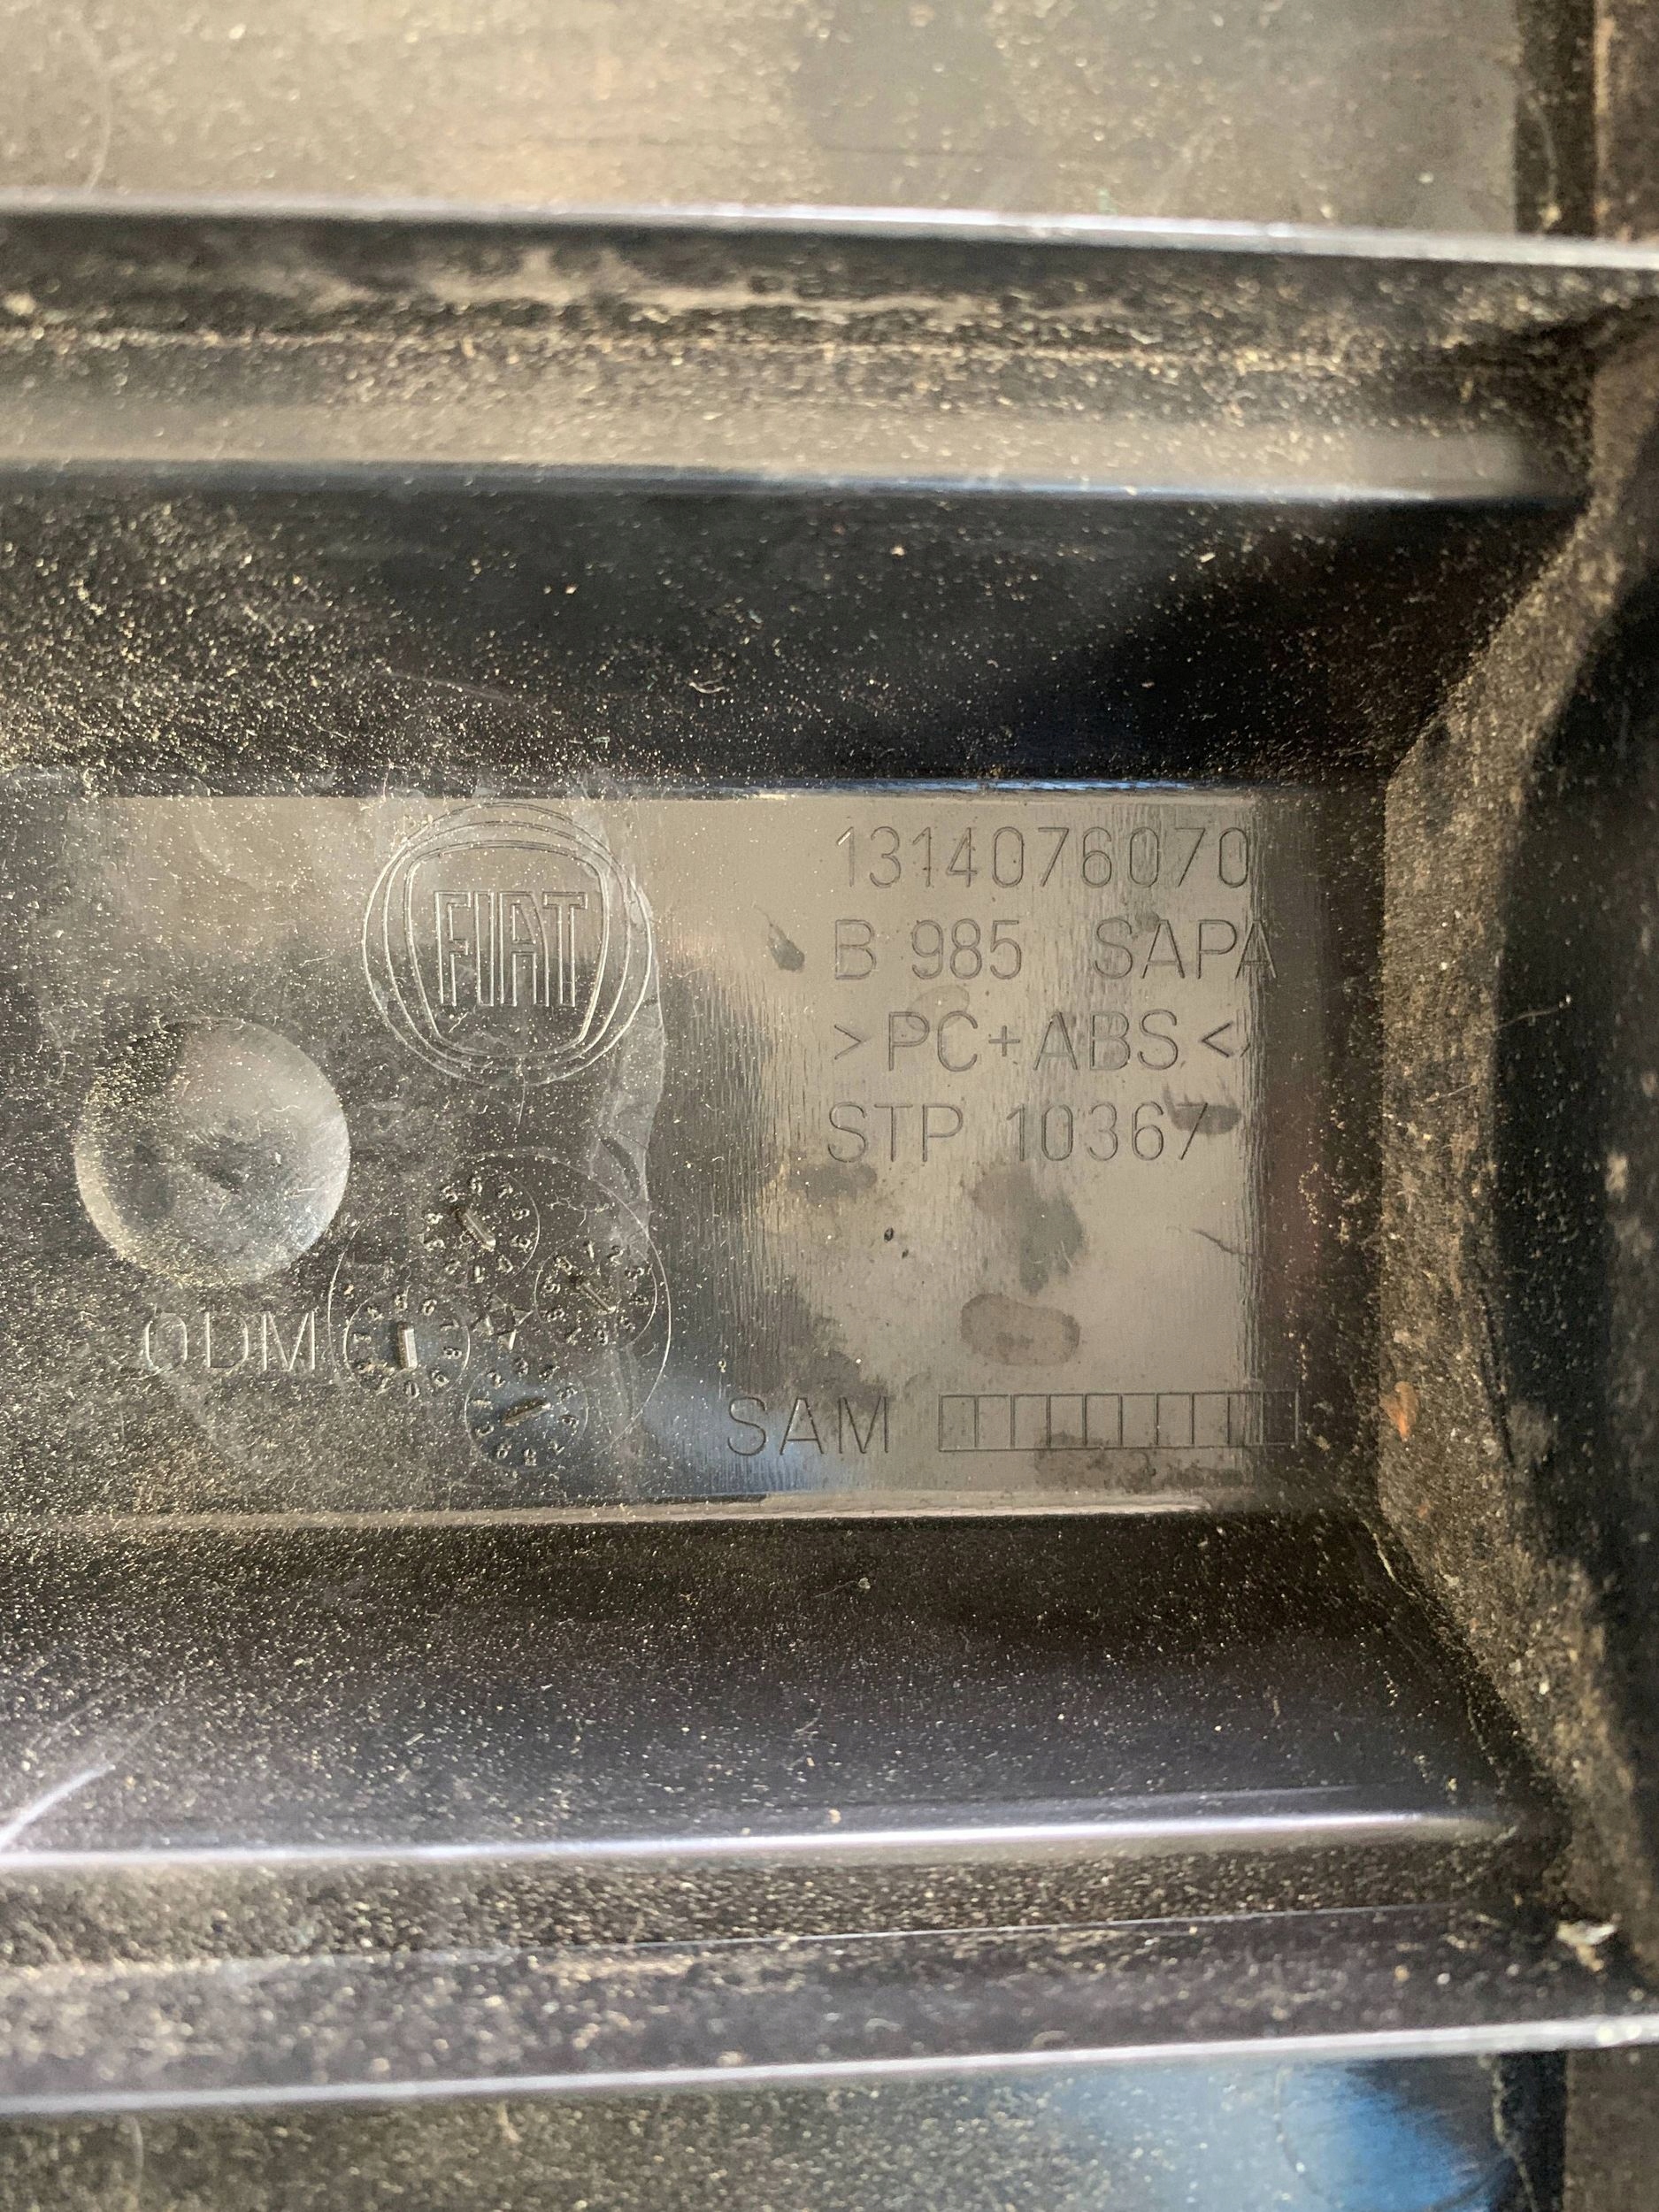 FIAT
1314076070
B 985 SAPA
>PC+ABS<
STP 10367
ODM
SAM